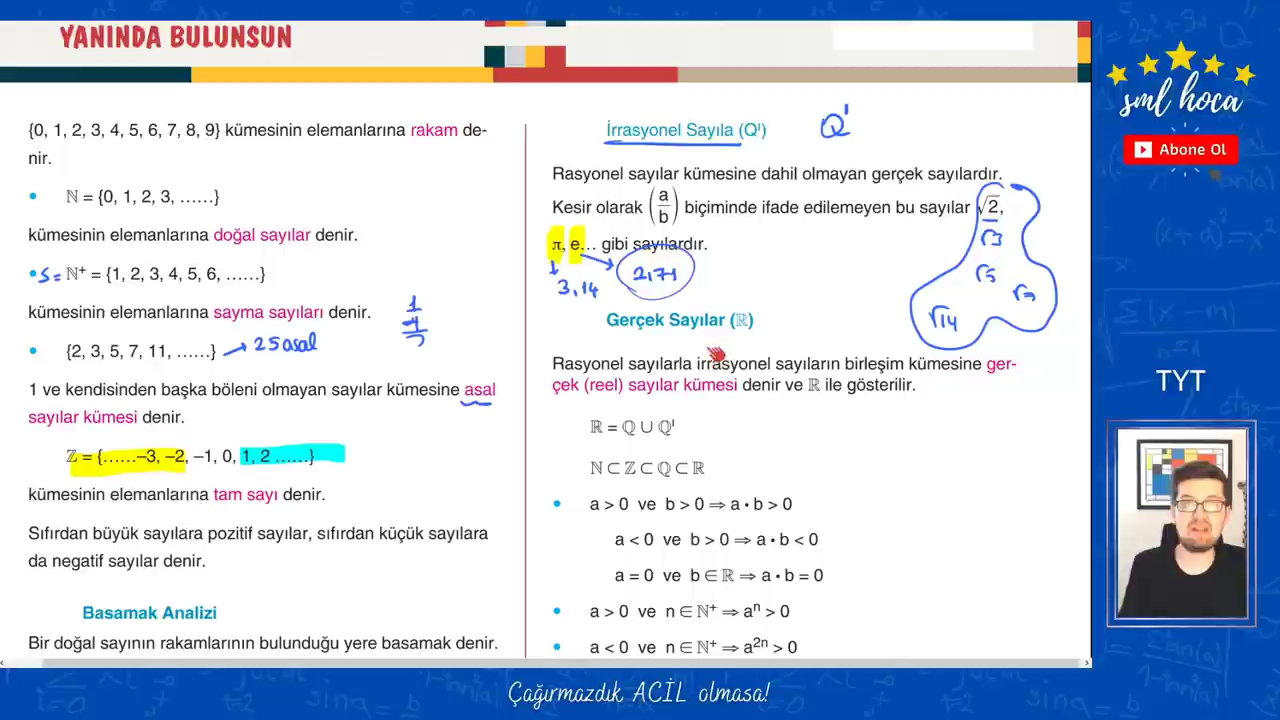 YANINDA BULUNSUN
{0, 1, 2, 3, 4, 5, 6, 7, 8, 9} kümesinin elemanlarına rakam de-
nir.
• ℕ = {0, 1, 2, 3, ……}
kümesinin elemanlarına doğal sayılar denir.
• S = ℕ⁺ = {1, 2, 3, 4, 5, 6, ……}
kümesinin elemanlarına sayma sayıları denir.
• {2, 3, 5, 7, 11, ……} → 25 asal
1 ve kendisinden başka böleni olmayan sayılar kümesine asal
sayılar kümesi denir.
ℤ = {……–3, –2, –1, 0, 1, 2 ……}
kümesinin elemanlarına tam sayı denir.
Sıfırdan büyük sayılara pozitif sayılar, sıfırdan küçük sayılara
da negatif sayılar denir.
Basamak Analizi
Bir doğal sayının rakamlarının bulunduğu yere basamak denir.
İrrasyonel Sayıla (Qᴵ)
Q'
Rasyonel sayılar kümesine dahil olmayan gerçek sayılardır.
Kesir olarak (a/b) biçiminde ifade edilemeyen bu sayılar √2,
π, e... gibi sayılardır.
3,14
2,71
√3
√5
√7
√14
Gerçek Sayılar (ℝ)
Rasyonel sayılarla irrasyonel sayıların birleşim kümesine ger-
çek (reel) sayılar kümesi denir ve ℝ ile gösterilir.
ℝ = ℚ ∪ ℚᴵ
ℕ ⊂ ℤ ⊂ ℚ ⊂ ℝ
• a > 0 ve b > 0 ⇒ a • b > 0
a < 0 ve b > 0 ⇒ a • b < 0
a = 0 ve b ∈ ℝ ⇒ a • b = 0
• a > 0 ve n ∈ ℕ⁺ ⇒ aⁿ > 0
• a < 0 ve n ∈ ℕ⁺ ⇒ a²ⁿ > 0
sml hoca
Abone Ol
TYT
Çağırmazdık ACİL olmasa!